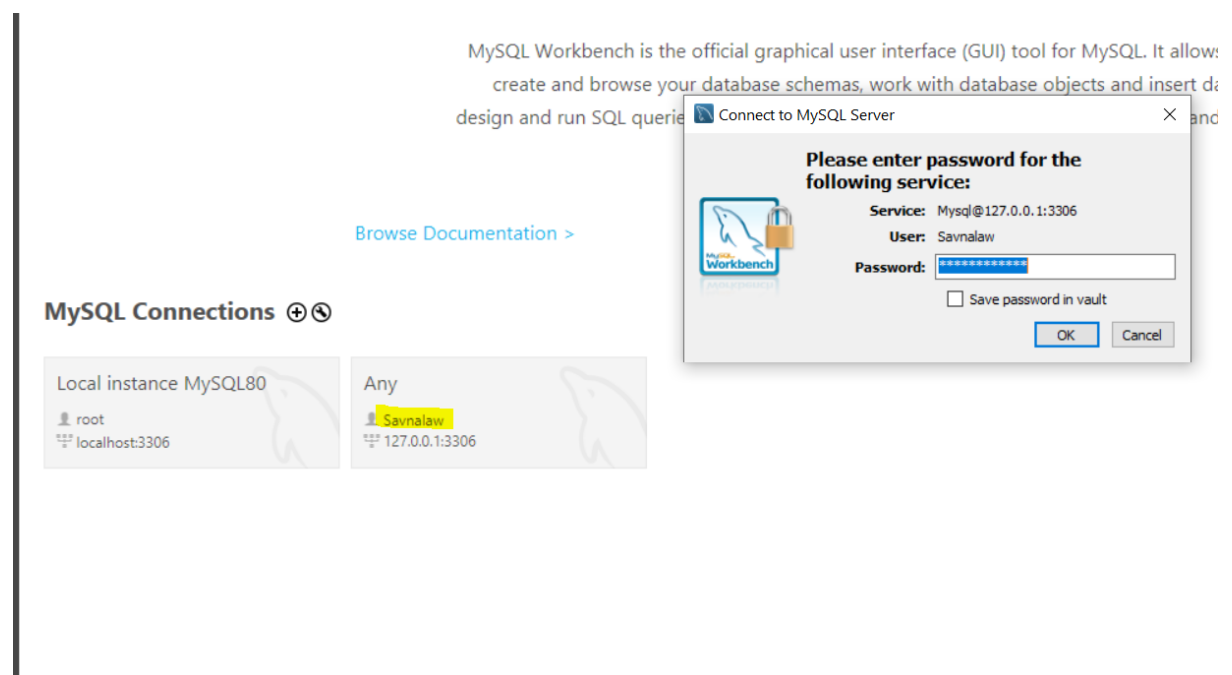 MySQL Workbench is the official graphical user interface (GUI) tool for MySQL. It allows
create and browse your database schemas, work with database objects and insert da
design and run SQL querie
and
Connect to MySQL Server
Please enter password for the
following service:
Service: Mysql@127.0.0.1:3306
User: Savnalaw
Password: ************
Save password in vault
OK Cancel
MySQL
Workbench
Browse Documentation >
MySQL Connections
Local instance MySQL80
root
localhost:3306
Any
Savnalaw
127.0.0.1:3306